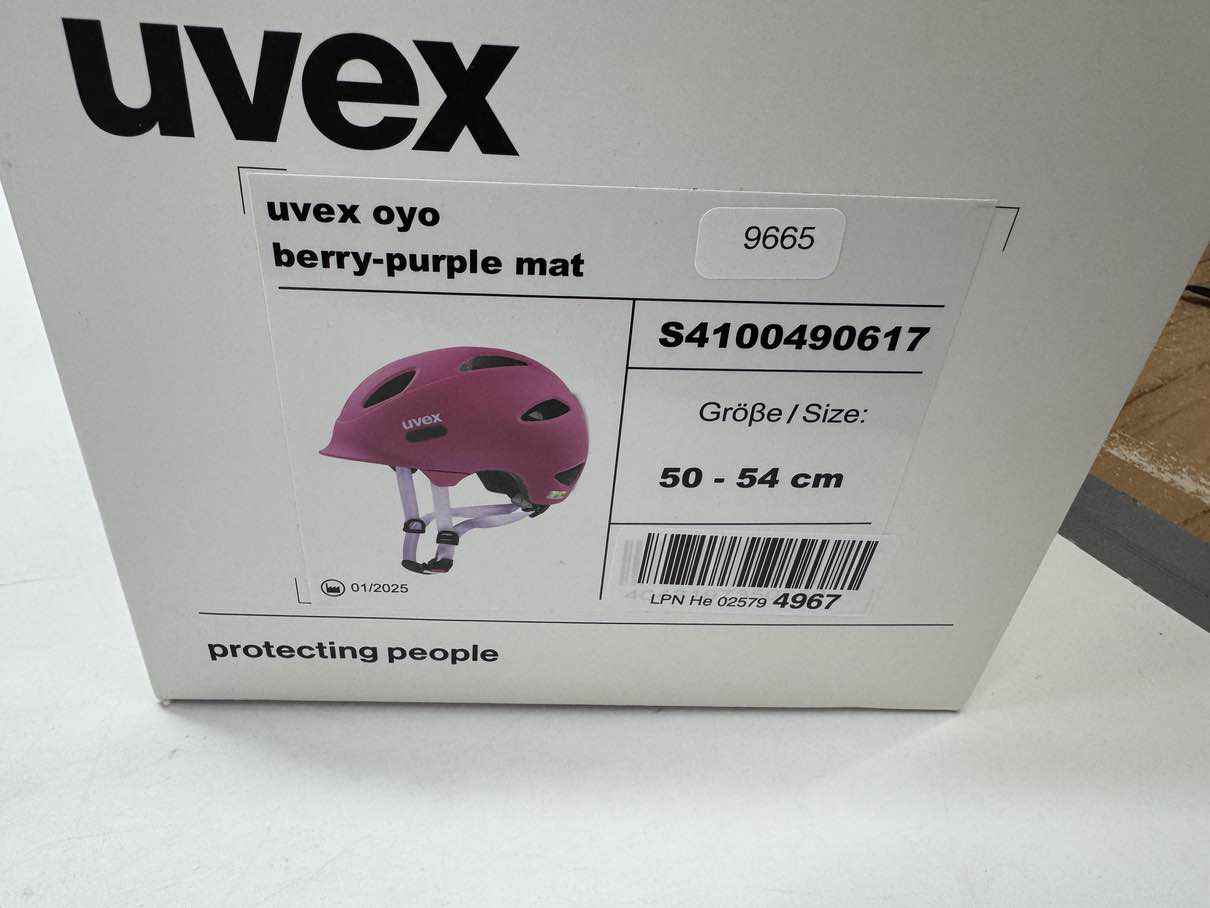 uvex
uvex oyo
berry-purple mat
9665
S4100490617
Größe / Size:
50 - 54 cm
uvex
01/2025
LPN He 02579 4967
protecting people